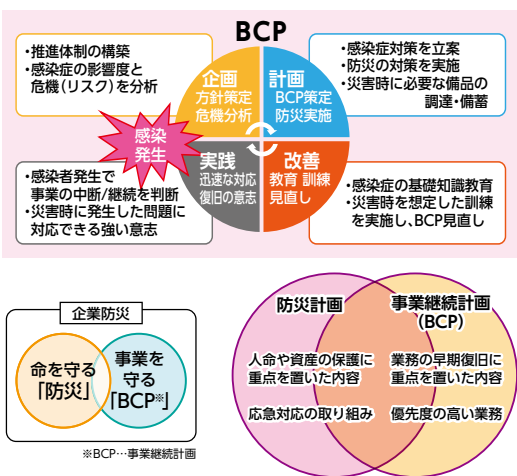 BCP
・推進体制の構築
・感染症の影響度と
危機(リスク)を分析
企画
方針策定
危機分析
計画
BCP策定
防災実施
・感染症対策を立案
・防災の対策を実施
・災害時に必要な備品の
調達・備蓄
感染
発生
・感染者発生で
事業の中断/継続を判断
・災害時に発生した問題に
対応できる強い意志
実践
迅速な対応
復旧の意志
改善
教育 訓練
見直し
・感染症の基礎知識教育
・災害時を想定した訓練
を実施し、BCP見直し
企業防災
命を守る
「防災」
事業を
守る
「BCP※」
※BCP…事業継続計画
防災計画
人命や資産の保護に
重点を置いた内容
応急対応の取り組み
事業継続計画
(BCP)
業務の早期復旧に
重点を置いた内容
優先度の高い業務